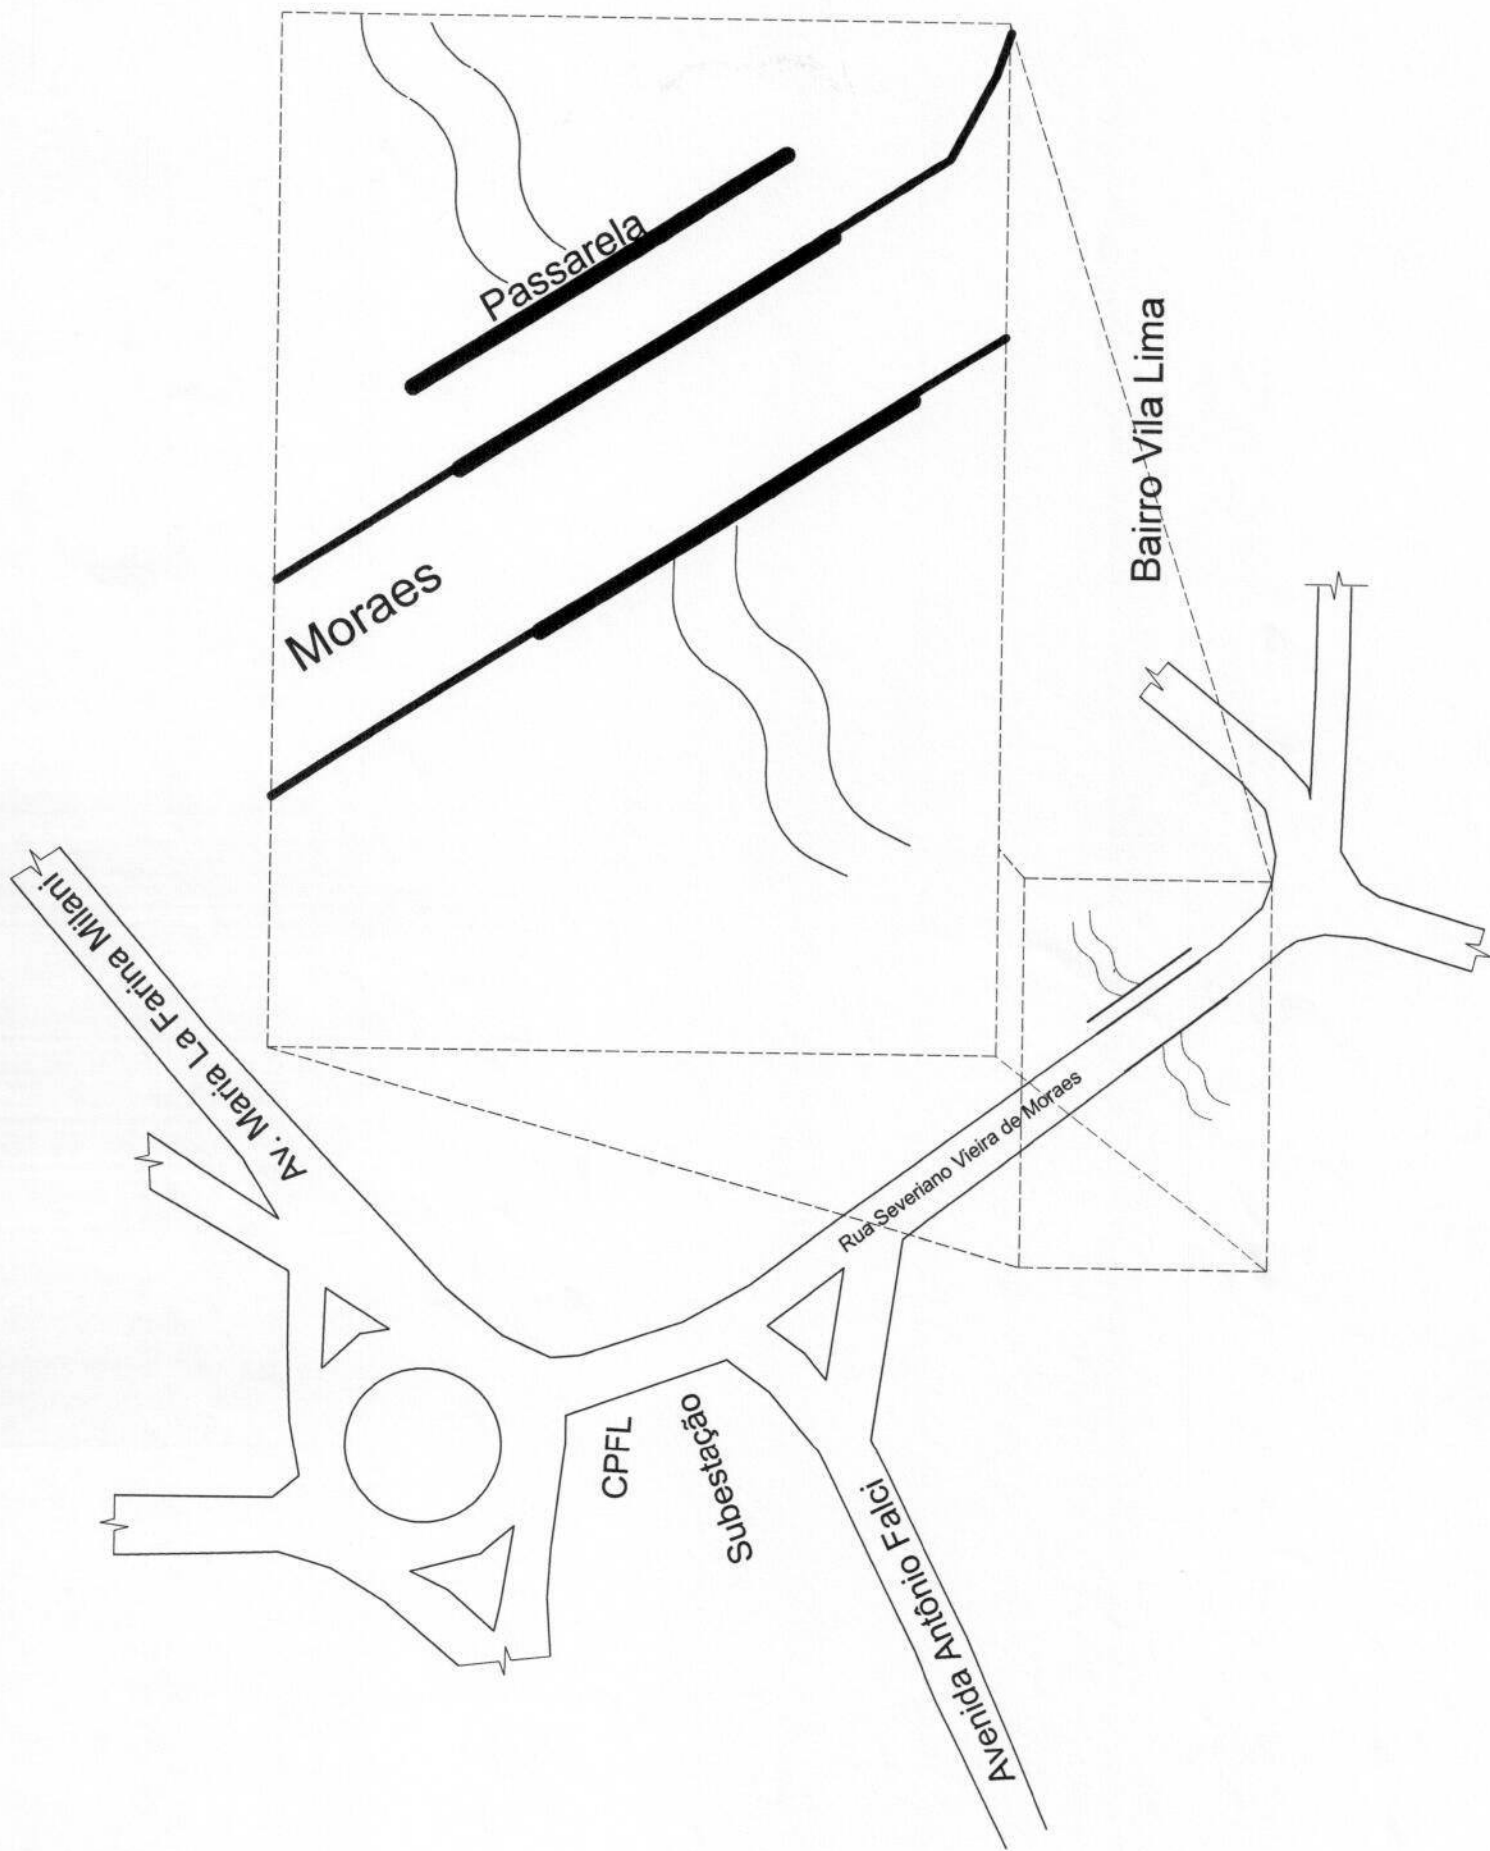 Passarela
Moraes
Bairro Vila Lima
Av. Maria La Farina Milani
Rua Severiano Vieira de Moraes
CPFL
Subestação
Avenida Antônio Falci